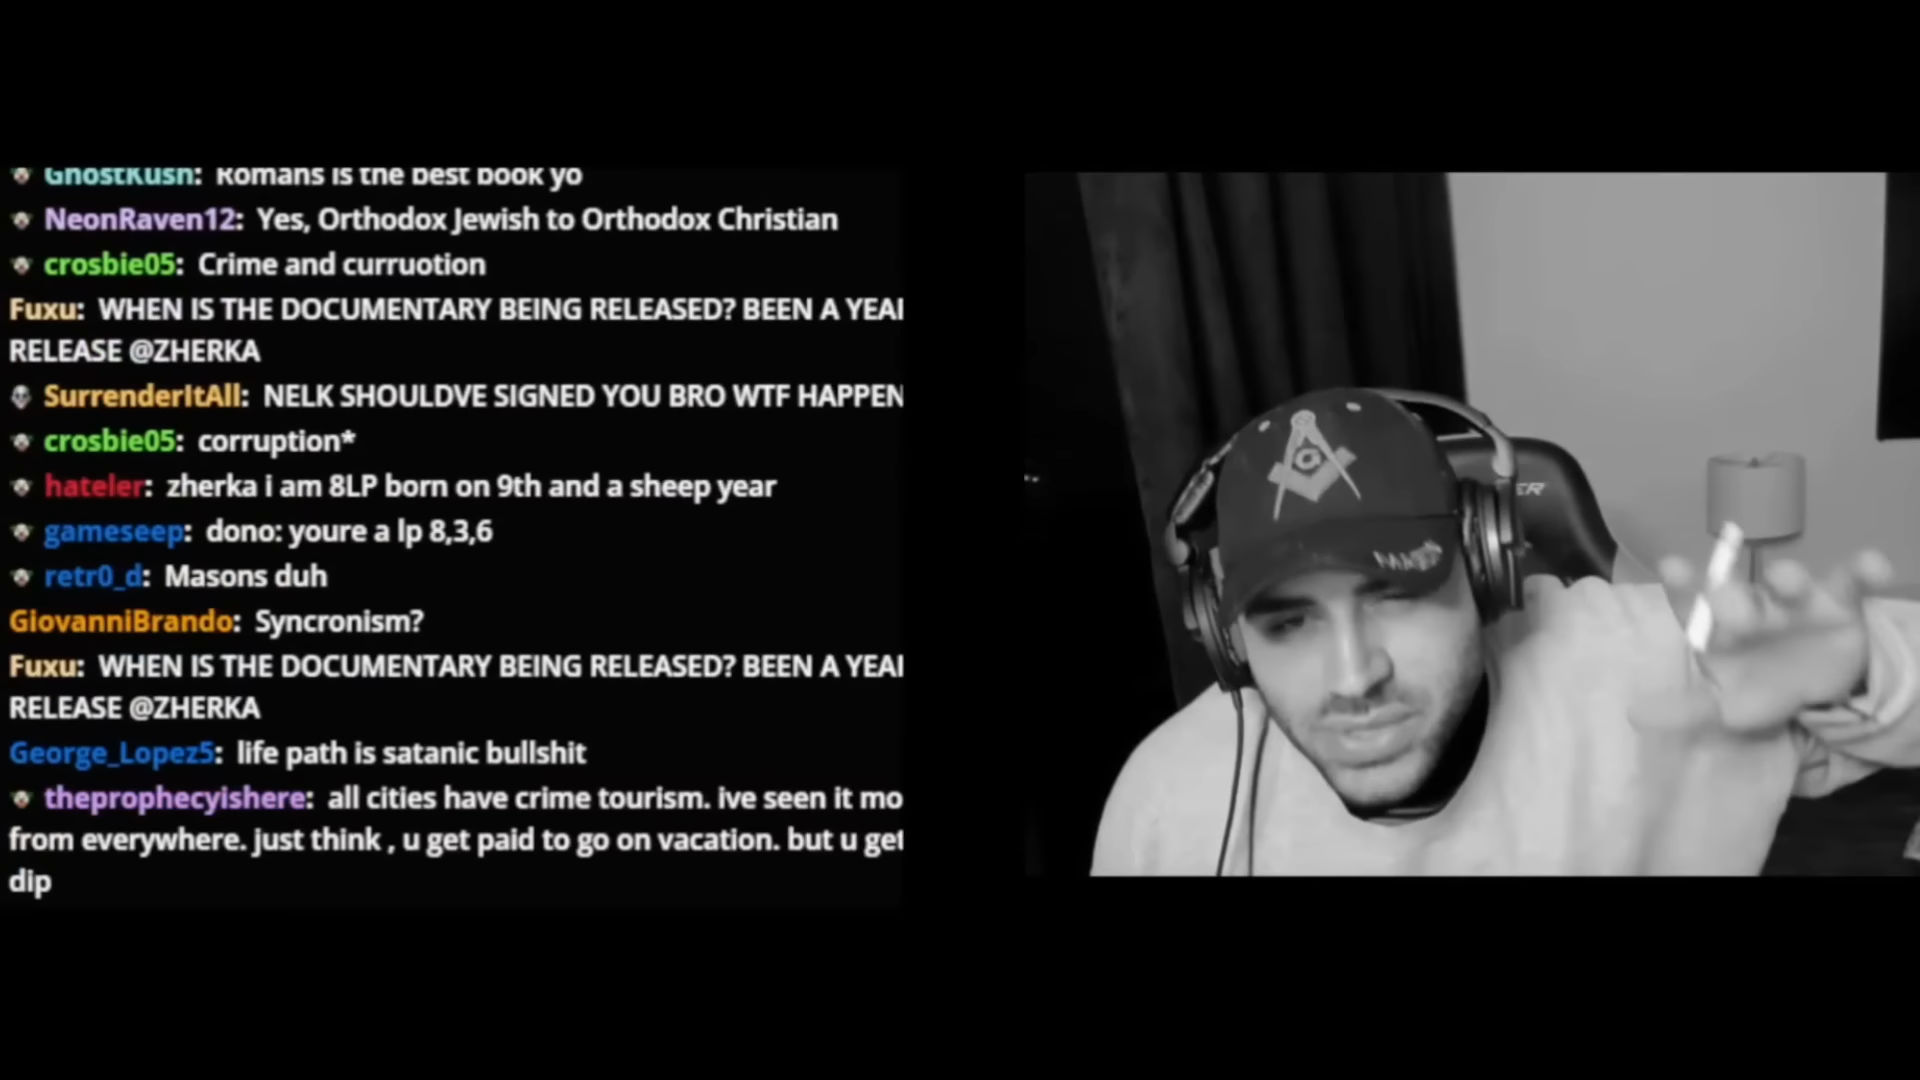 GhostKush: Romans is the best book yo
NeonRaven12: Yes, Orthodox Jewish to Orthodox Christian
crosbie05: Crime and curruotion
Fuxu: WHEN IS THE DOCUMENTARY BEING RELEASED? BEEN A YEA
RELEASE @ZHERKA
SurrenderItAll: NELK SHOULDVE SIGNED YOU BRO WTF HAPPEN
crosbie05: corruption*
hateler: zherka i am 8LP born on 9th and a sheep year
gameseep: dono: youre a lp 8,3,6
retr0_d: Masons duh
GiovanniBrando: Syncronism?
Fuxu: WHEN IS THE DOCUMENTARY BEING RELEASED? BEEN A YEA
RELEASE @ZHERKA
George_Lopez5: life path is satanic bullshit
theprophecyishere: all cities have crime tourism. ive seen it mo
from everywhere. just think , u get paid to go on vacation. but u get
dip
G